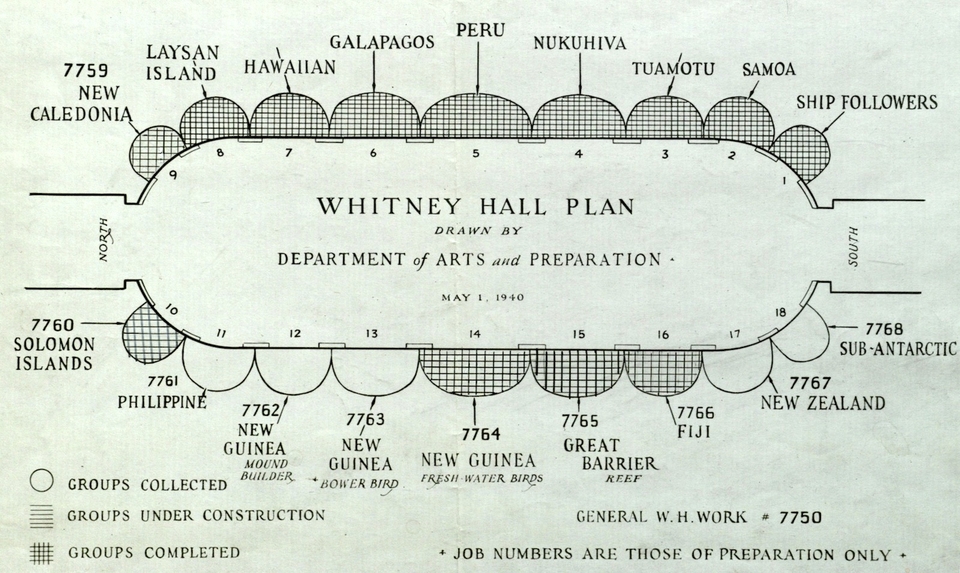 PERU
GALAPAGOS
NUKUHIVA
LAYSAN
ISLAND
HAWAIIAN
TUAMOTU
SAMOA
7759
NEW
CALEDONIA
SHIP FOLLOWERS
9
8
7
6
5
4
3
2
1
WHITNEY HALL PLAN
DRAWN BY
DEPARTMENT of ARTS and PREPARATION
MAY 1, 1940
NORTH
SOUTH
10
11
12
13
14
15
16
17
18
7760
SOLOMON
ISLANDS
7761
PHILIPPINE
7762
NEW
GUINEA
MOUND
BUILDER
7763
NEW
GUINEA
BOWER BIRD
7764
NEW GUINEA
FRESH-WATER BIRDS
7765
GREAT
BARRIER
REEF
7766
FIJI
7767
NEW ZEALAND
7768
SUB-ANTARCTIC
GROUPS COLLECTED
GROUPS UNDER CONSTRUCTION
GROUPS COMPLETED
GENERAL W.H.WORK # 7750
+ JOB NUMBERS ARE THOSE OF PREPARATION ONLY +